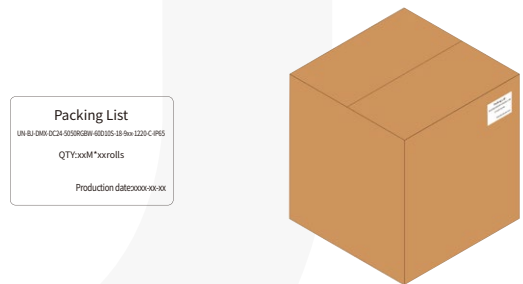 Packing List
UN-BJ-DMX-DC24-5050RGBW-60D10S-18-9xx-1220-C-IP65
QTY:xxM*xxrolls
Production date:xxxx-xx-xx